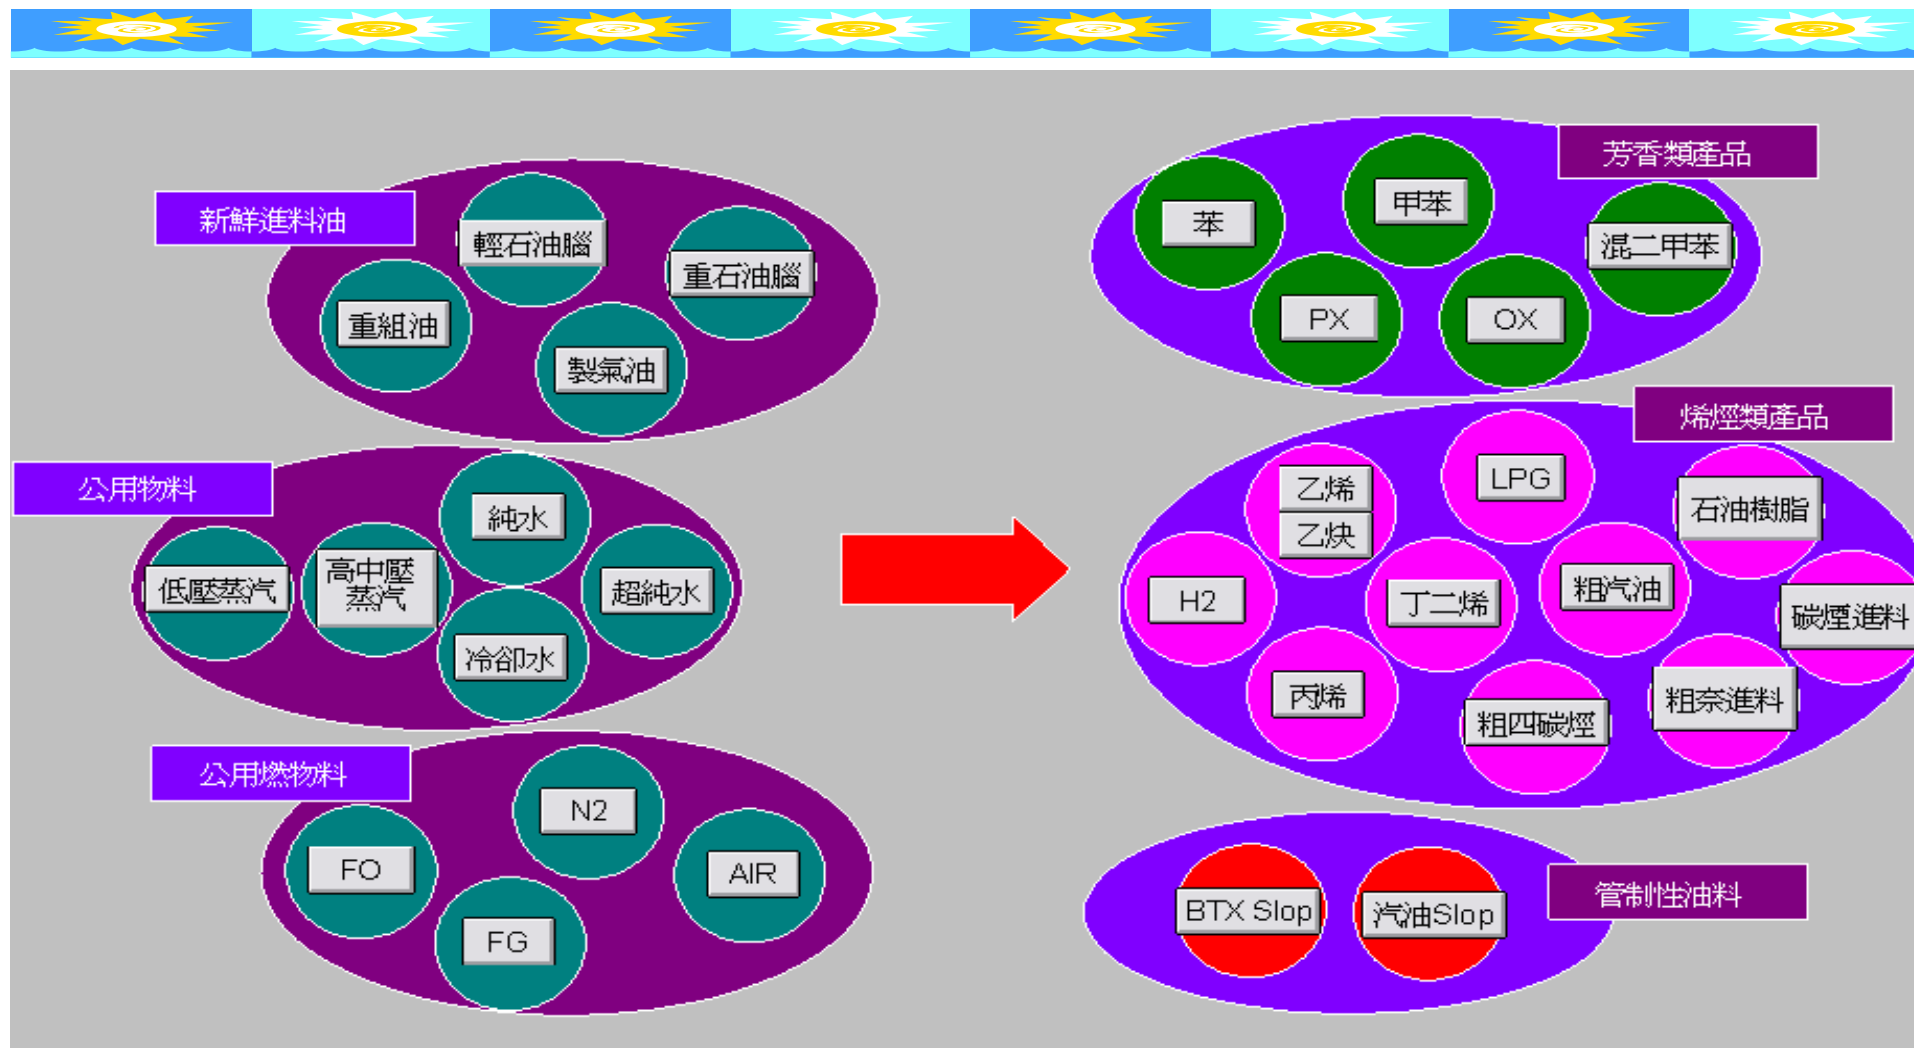 新鮮進料油
輕石油腦
重石油腦
重組油
製氣油
公用物料
純水
低壓蒸汽
高中壓
蒸汽
超純水
冷卻水
公用燃物料
N2
FO
AIR
FG
芳香類產品
苯
甲苯
混二甲苯
PX
OX
烯烴類產品
乙烯
乙炔
LPG
石油樹脂
H2
丁二烯
粗汽油
碳煙進料
丙烯
粗四碳烴
粗奈進料
管制性油料
BTX Slop
汽油Slop